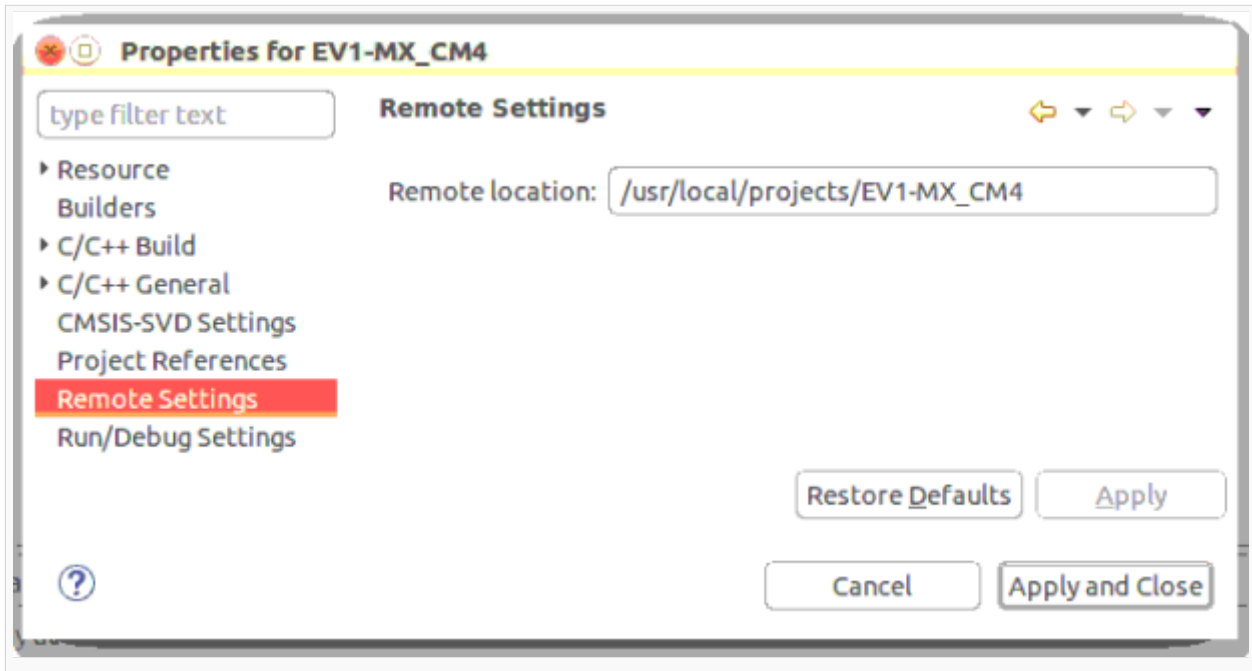 Properties for EV1-MX_CM4
type filter text
Resource
Builders
C/C++ Build
C/C++ General
CMSIS-SVD Settings
Project References
Remote Settings
Run/Debug Settings
Remote Settings
Remote location: /usr/local/projects/EV1-MX_CM4
Restore Defaults Apply
? Cancel Apply and Close